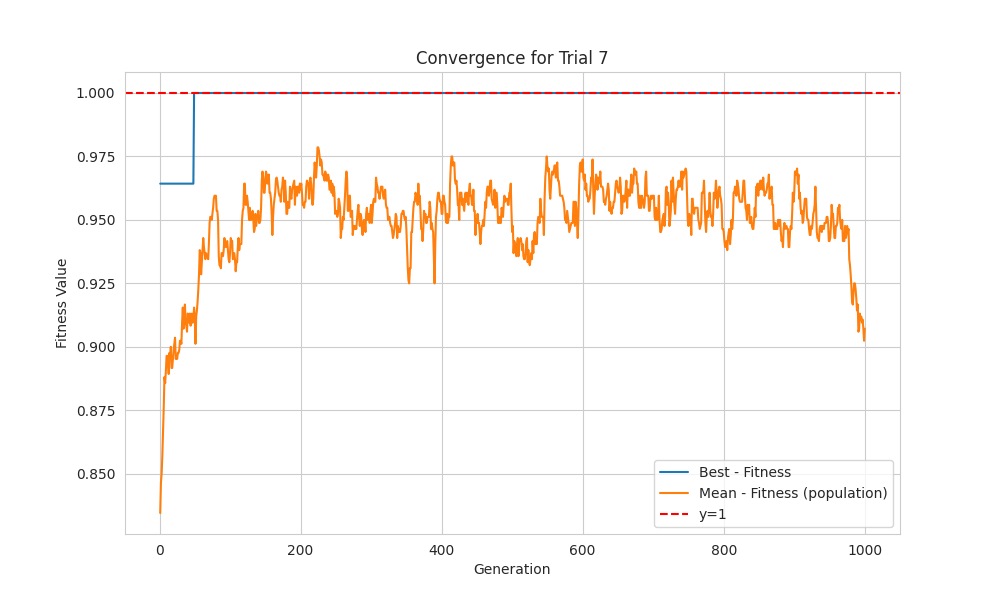 Convergence for Trial 7
Fitness Value
1.000
0.975
0.950
0.925
0.900
0.875
0.850
0
200
400
600
800
1000
Generation
Best - Fitness
Mean - Fitness (population)
y=1